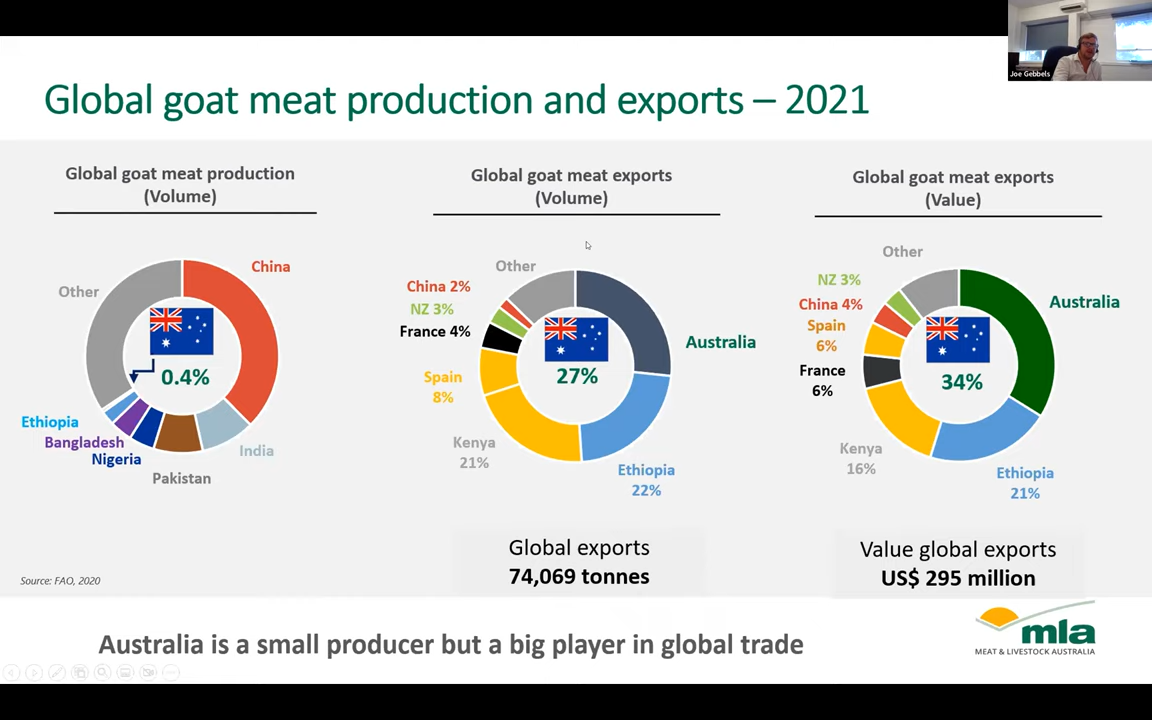 Joe Gebbels
Global goat meat production and exports – 2021
Global goat meat production
(Volume)
China
Other
0.4%
Ethiopia
Bangladesh
Nigeria
Pakistan
India
Global goat meat exports
(Volume)
Other
China 2%
NZ 3%
France 4%
Spain
8%
Kenya
21%
27%
Australia
Ethiopia
22%
Global exports
74,069 tonnes
Global goat meat exports
(Value)
Other
NZ 3%
China 4%
Spain
6%
France
6%
Kenya
16%
34%
Australia
Ethiopia
21%
Value global exports
US$ 295 million
Source: FAO, 2020
Australia is a small producer but a big player in global trade
mla
MEAT & LIVESTOCK AUSTRALIA